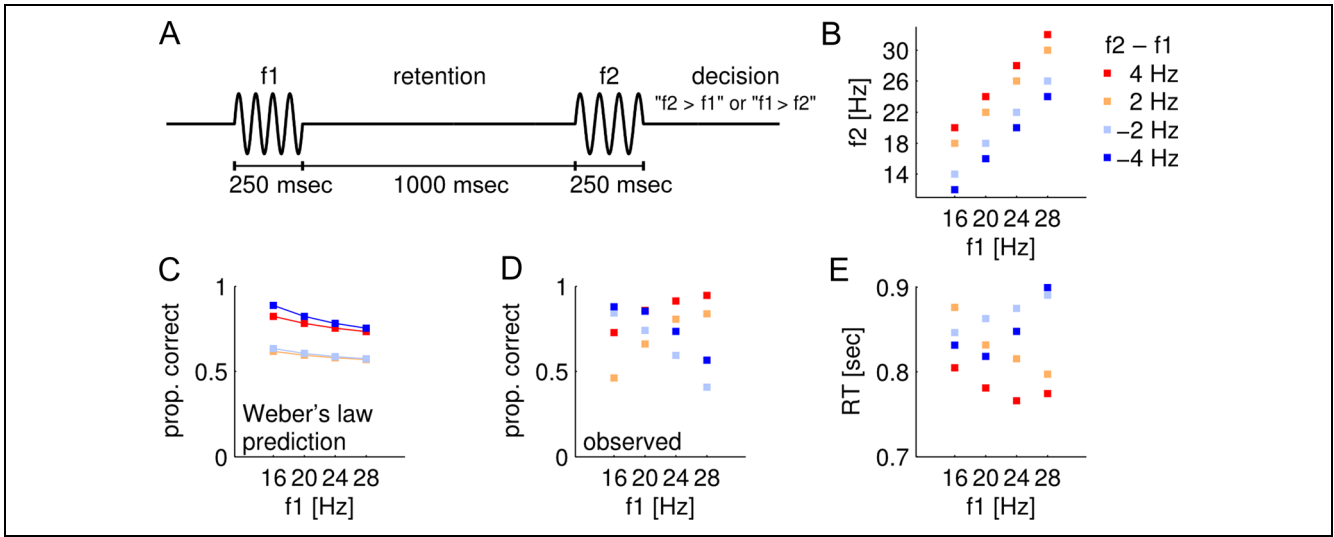 A
f1
retention
f2
decision
"f2 > f1" or "f1 > f2"
250 msec
1000 msec
250 msec
B
f2 [Hz]
30
26
22
18
14
16 20 24 28
f1 [Hz]
f2 − f1
4 Hz
2 Hz
−2 Hz
−4 Hz
C
prop. correct
1
0.5
0
Weber's law
prediction
16 20 24 28
f1 [Hz]
D
prop. correct
1
0.5
0
observed
16 20 24 28
f1 [Hz]
E
RT [sec]
0.9
0.8
0.7
16 20 24 28
f1 [Hz]